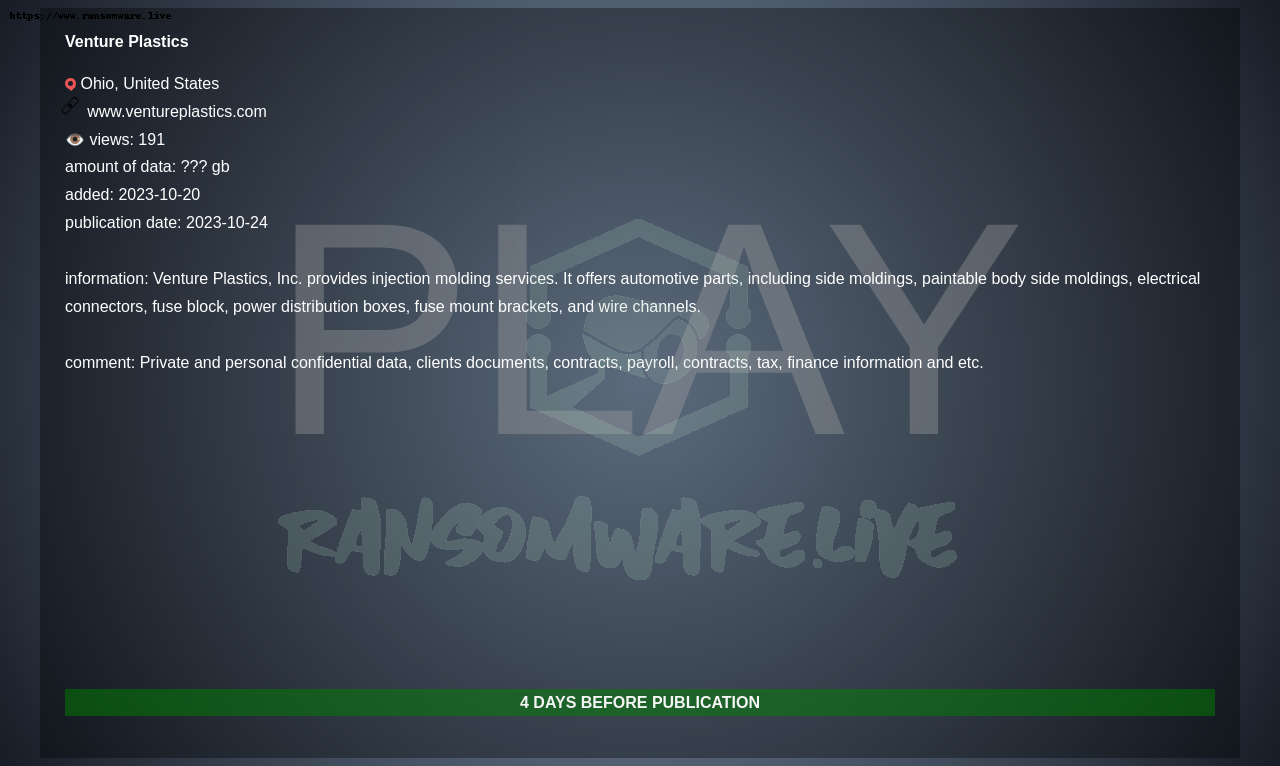 https://www.ransomware.live
Venture Plastics
Ohio, United States
www.ventureplastics.com
views: 191
amount of data: ??? gb
added: 2023-10-20
publication date: 2023-10-24
PLAY
information: Venture Plastics, Inc. provides injection molding services. It offers automotive parts, including side moldings, paintable body side moldings, electrical
connectors, fuse block, power distribution boxes, fuse mount brackets, and wire channels.
comment: Private and personal confidential data, clients documents, contracts, payroll, contracts, tax, finance information and etc.
RANSOMWARE.LIVE
4 DAYS BEFORE PUBLICATION